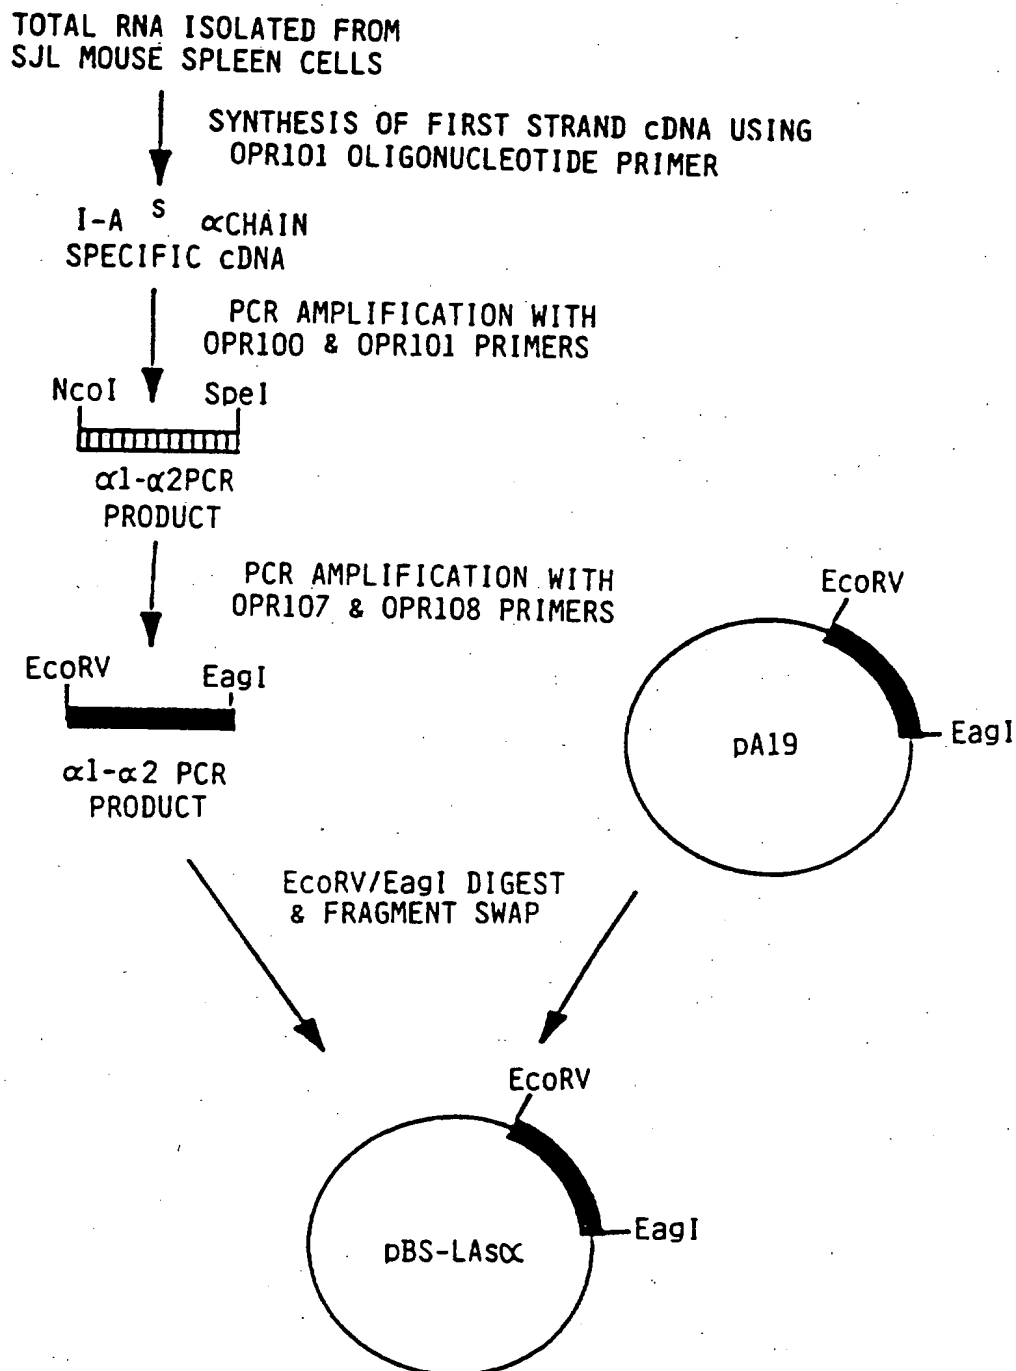 TOTAL RNA ISOLATED FROM
SJL MOUSE SPLEEN CELLS
SYNTHESIS OF FIRST STRAND cDNA USING
OPR101 OLIGONUCLEOTIDE PRIMER
I-A S αCHAIN
SPECIFIC cDNA
PCR AMPLIFICATION WITH
OPR100 & OPR101 PRIMERS
NcoI SpeI
α1-α2PCR
PRODUCT
PCR AMPLIFICATION WITH
OPR107 & OPR108 PRIMERS
EcoRV EagI
α1-α2 PCR
PRODUCT
EcoRV
pA19
EagI
EcoRV/EagI DIGEST
& FRAGMENT SWAP
EcoRV
pBS-LAsα
EagI